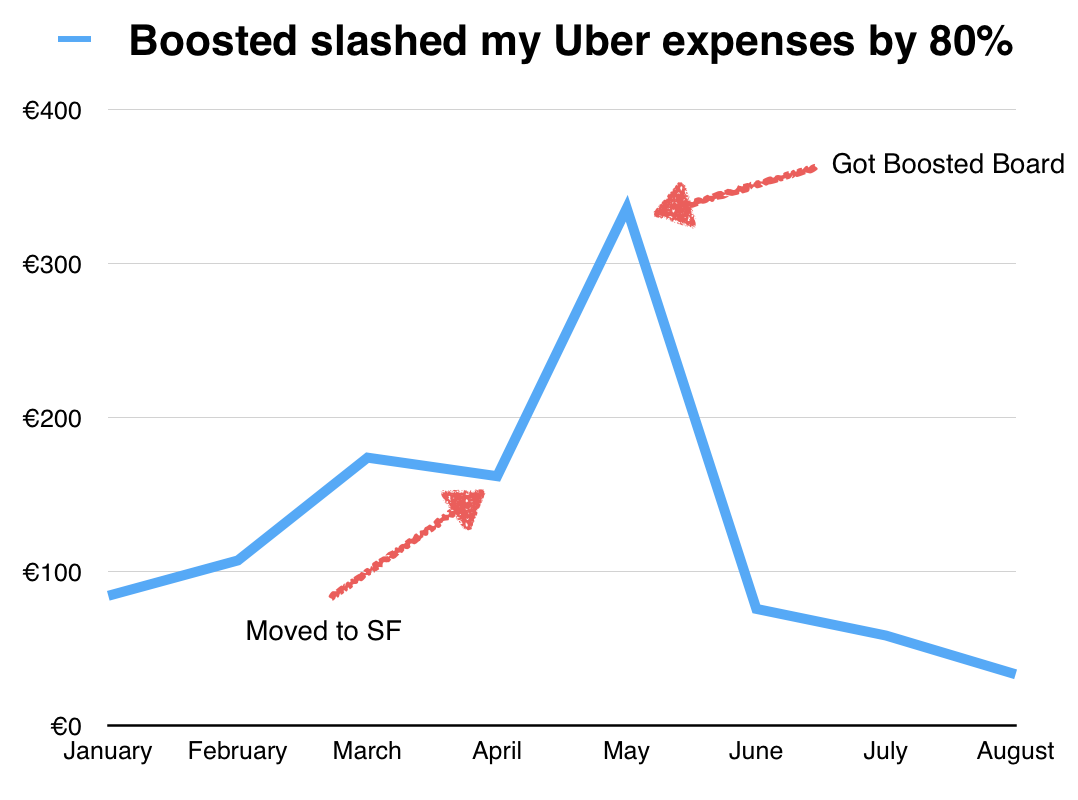 Boosted slashed my Uber expenses by 80%
€400
Got Boosted Board
€300
€200
€100
Moved to SF
€0
January February March April May June July August